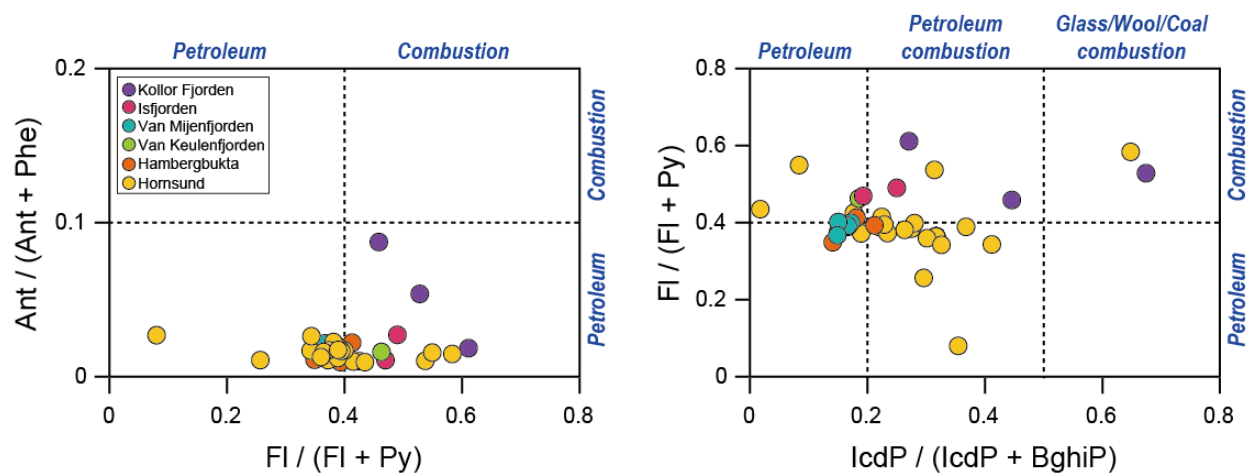 Petroleum
Combustion
Ant / (Ant + Phe)
0.2
0.1
0
Kollor Fjorden
Isfjorden
Van Mijenfjorden
Van Keulenfjorden
Hambergbukta
Hornsund
Combustion
Petroleum
0
0.2
0.4
0.6
0.8
Fl / (Fl + Py)
Petroleum
Petroleum
combustion
Glass/Wool/Coal
combustion
Fl / (Fl + Py)
0.8
0.6
0.4
0.2
0
Combustion
Petroleum
0
0.2
0.4
0.6
0.8
IcdP / (IcdP + BghiP)